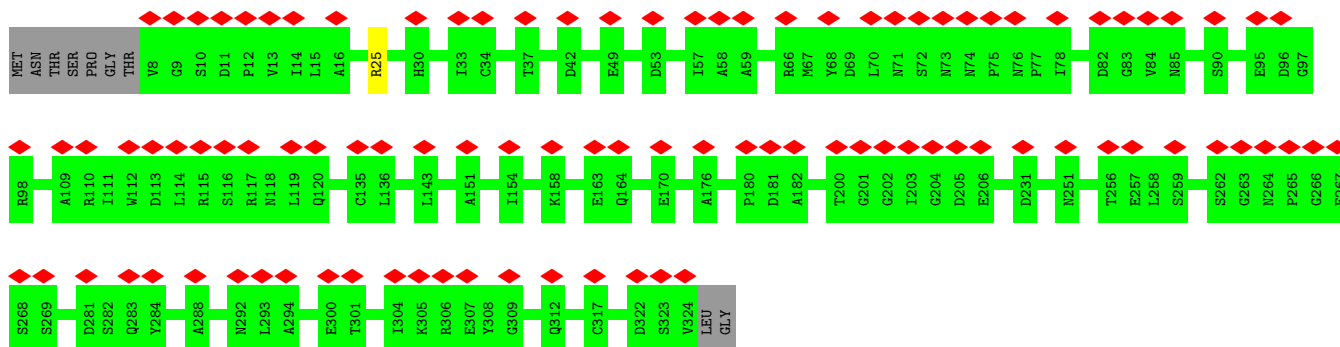 MET ASN THR SER PRO GLY THR V8 G9 S10 D11 P12 V13 I14 L15 A16 R25 H30 I33 C34 T37 D42 E49 D53 I57 A58 A59 R66 M67 Y68 D69 L70 N71 S72 N73 N74 P75 N76 P77 I78 D82 G83 V84 N85 S90 E95 D96 G97
R98 A109 R110 I111 W112 D113 L114 R115 S116 R117 N118 L119 Q120 C135 L136 L143 A151 I154 K158 E163 Q164 E170 A176 P180 D181 A182 T200 G201 G202 I203 G204 D205 E206 D231 N251 T256 E257 L258 S259 S262 G263 N264 P265 G266
S268 S269 D281 S282 Q283 Y284 A288 N292 L293 A294 E300 T301 I304 K305 R306 E307 Y308 G309 Q312 C317 D322 S323 V324 LEU GLY